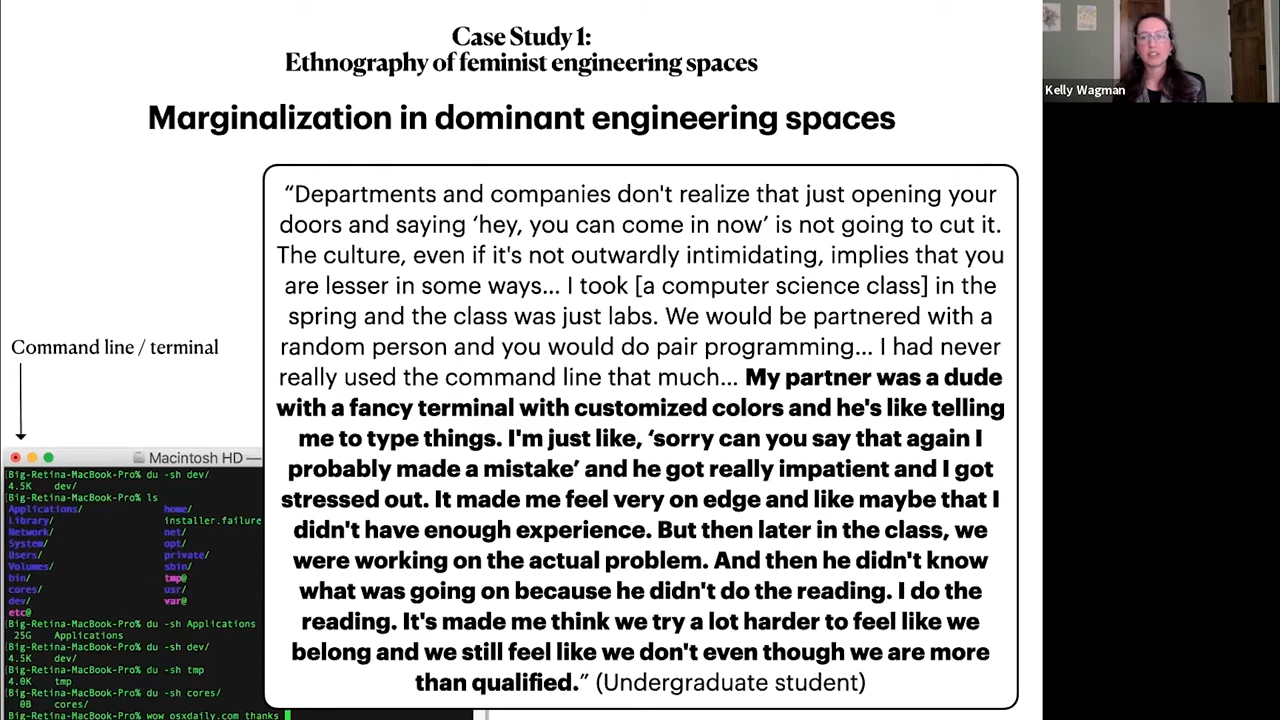 Case Study 1:
Ethnography of feminist engineering spaces
Marginalization in dominant engineering spaces
“Departments and companies don't realize that just opening your
doors and saying ‘hey, you can come in now’ is not going to cut it.
The culture, even if it's not outwardly intimidating, implies that you
are lesser in some ways... I took [a computer science class] in the
spring and the class was just labs. We would be partnered with a
random person and you would do pair programming... I had never
really used the command line that much... My partner was a dude
with a fancy terminal with customized colors and he's like telling
me to type things. I'm just like, ‘sorry can you say that again I
probably made a mistake’ and he got really impatient and I got
stressed out. It made me feel very on edge and like maybe that I
didn't have enough experience. But then later in the class, we
were working on the actual problem. And then he didn't know
what was going on because he didn't do the reading. I do the
reading. It's made me think we try a lot harder to feel like we
belong and we still feel like we don't even though we are more
than qualified.” (Undergraduate student)
Command line / terminal
Macintosh HD —
Big-Retina-MacBook-Pro% du -sh dev/
4.5K dev/
Big-Retina-MacBook-Pro% ls
Applications/ home/
Library/ installer.failure
Network/ net/
System/ opt/
Users/ private/
Volumes/ sbin/
bin/ tmp@
cores/ usr/
dev/ var@
etc@
Big-Retina-MacBook-Pro% du -sh Applications
25G Applications
Big-Retina-MacBook-Pro% du -sh dev/
4.5K dev/
Big-Retina-MacBook-Pro% du -sh tmp
4.0K tmp
Big-Retina-MacBook-Pro% du -sh cores/
0B cores/
Big-Retina-MacBook-Pro% wow osxdaily.com thanks
Kelly Wagman